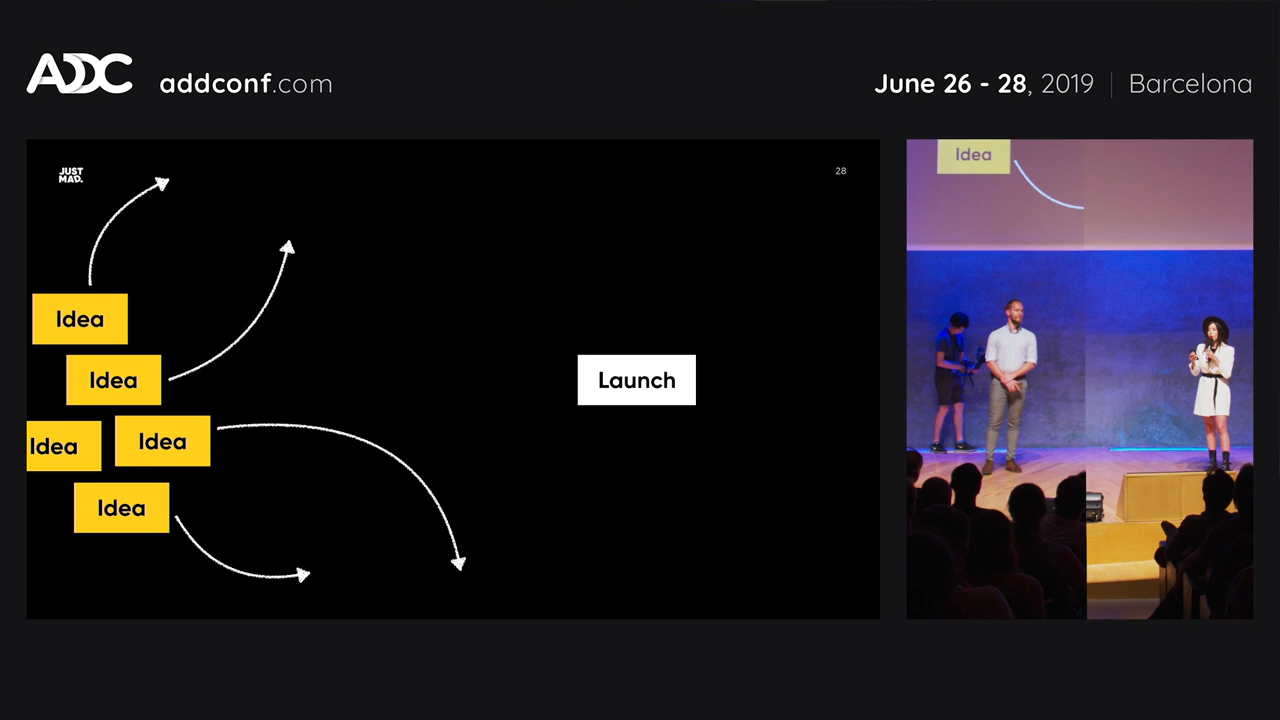 ADDC
addconf.com
June 26 - 28, 2019 | Barcelona
JUST
MAD.
28
Idea
Idea
Idea
Idea
Idea
Launch
Idea